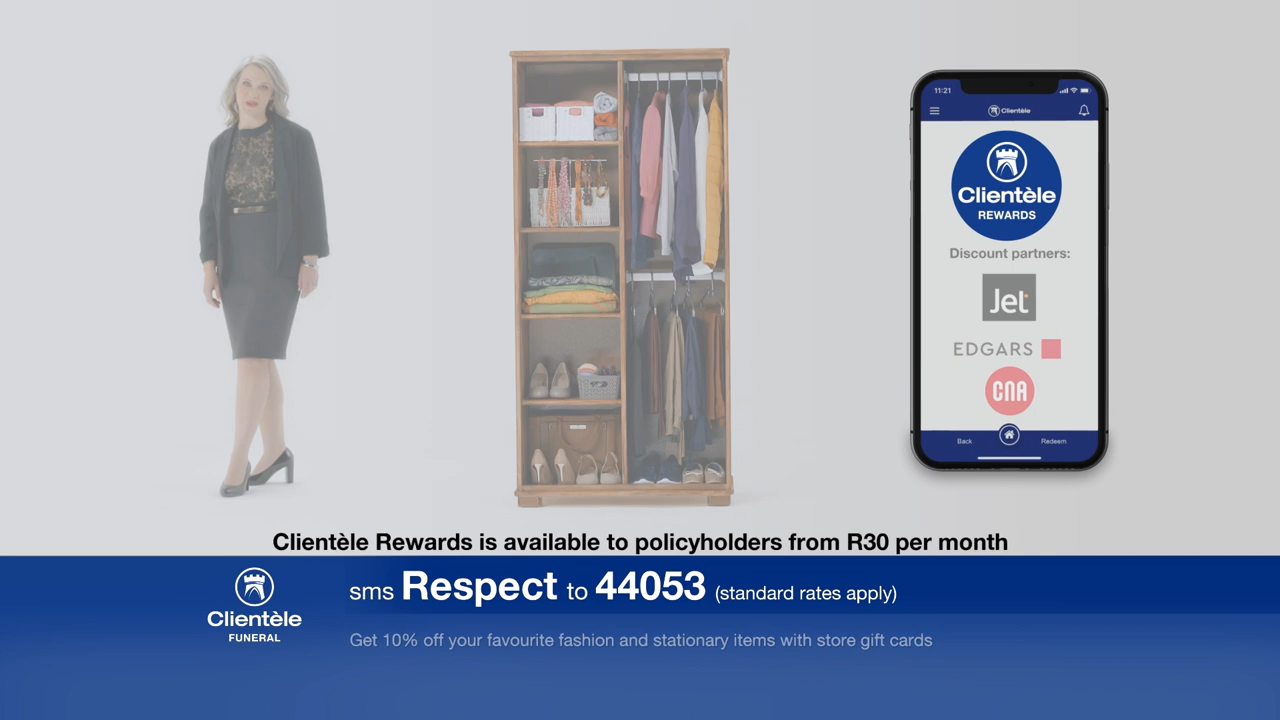 11:21
Clientèle
Clientèle
REWARDS
Discount partners:
Jet
EDGARS
CNA
Back
Redeem
Clientèle Rewards is available to policyholders from R30 per month
sms Respect to 44053 (standard rates apply)
Clientèle
FUNERAL
Get 10% off your favourite fashion and stationary items with store gift cards